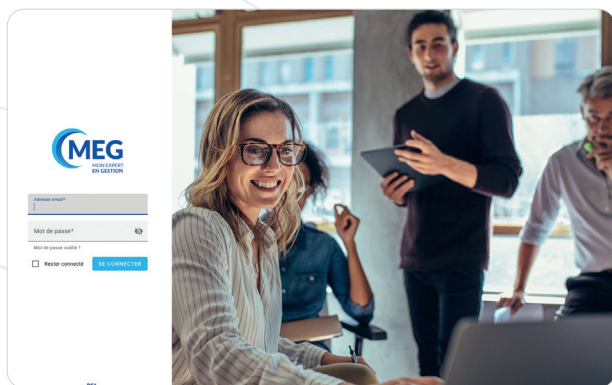 MEG
MON EXPERT
EN GESTION
Adresse email*
Mot de passe*
Mot de passe oublié ?
Rester connecté
SE CONNECTER